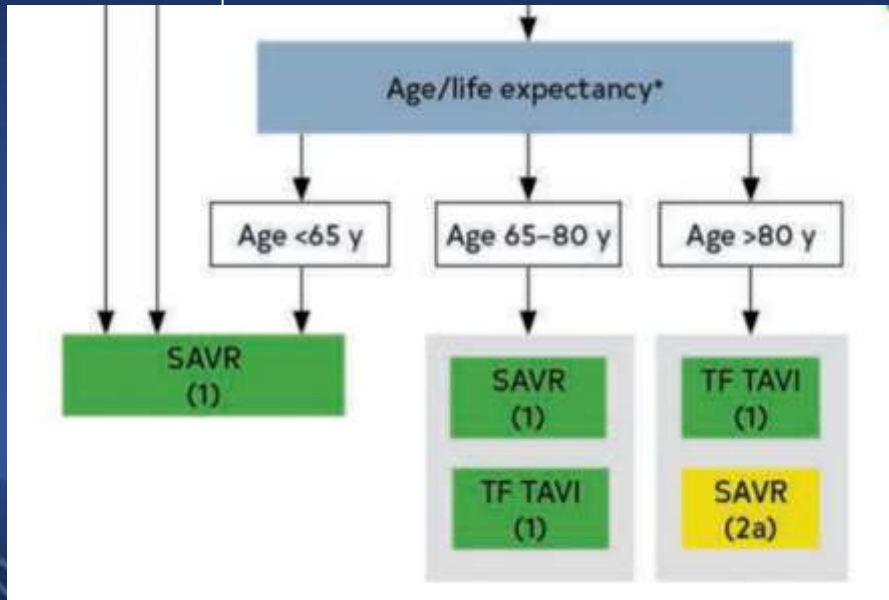 Age/life expectancy*
Age <65 y
Age 65–80 y
Age >80 y
SAVR
(1)
SAVR
(1)
TF TAVI
(1)
TF TAVI
(1)
SAVR
(2a)